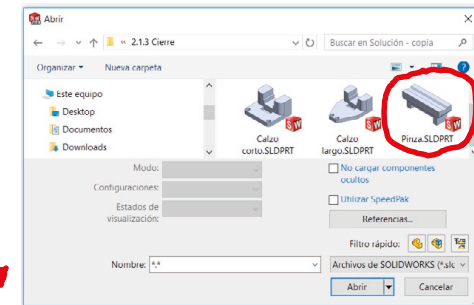 Abrir
« 2.1.3 Cierre
Buscar en Solución - copia
Organizar
Nueva carpeta
Este equipo
Desktop
Documentos
Downloads
Calzo corto.SLDPRT
Calzo largo.SLDPRT
Pinza.SLDPRT
Modo:
Configuraciones:
Estados de visualización:
No cargar componentes ocultos
Utilizar SpeedPak
Referencias...
Filtro rápido:
Nombre: *.*
Archivos de SOLIDWORKS (*.slc
Abrir
Cancelar